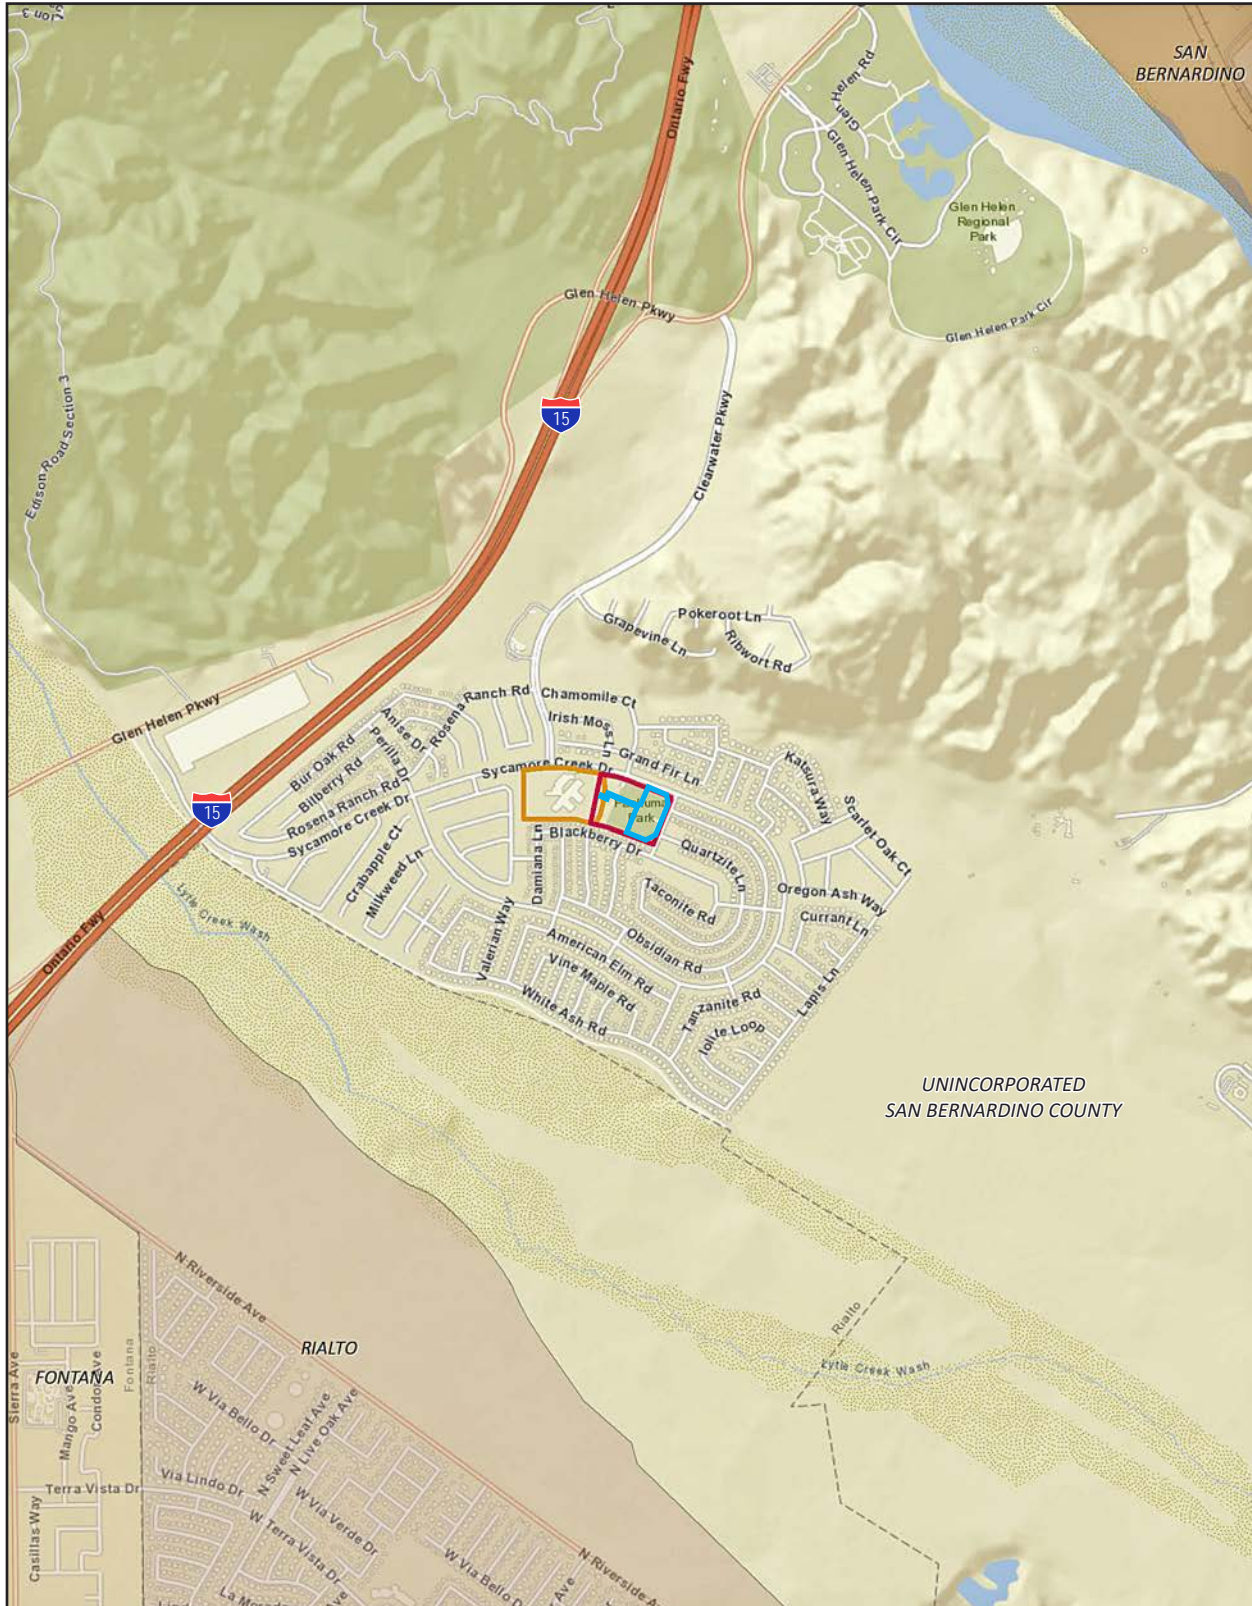 SAN
BERNARDINO
Ontario Fwy
Glen Helen Rd
Glen Helen Park Cir
Glen Helen
Regional
Park
Glen Helen Pkwy
Glen Helen Park Cir
Edison Road Section 3
15
Clearwater Pkwy
Pokeroot Ln
Grapevine Ln
Ribwort Rd
Ranch Rd
Chamomile Ct
Rosena
Irish Moss Ln
Glen Helen Pkwy
Anise Dr
Perilla Dr
Grand Fir Ln
Bur Oak Rd
Katsura Way
Sycamore Creek Dr
Bilberry Rd
15
Rosena Ranch Rd
Park
Scarlet Oak Ct
Sycamore Creek Dr
Blackberry Dr
Crabapple Ct
Damiana Ln
Quartzite Ln
Milkweed Ln
Taconite Rd
Oregon Ash Way
Lytle Creek Wash
Currant Ln
Valerian Way
Obsidian Rd
American Elm Rd
Ontario Fwy
Vine Maple Rd
Lapis Ln
White Ash Rd
Tanzanite Rd
Iolite Loop
UNINCORPORATED
SAN BERNARDINO COUNTY
N Riverside Ave
Rialto
RIALTO
Fontana
Rialto
FONTANA
Lytle Creek Wash
Sierra Ave
Mango Ave
Condor Ave
W Via Bello Dr
N Sweet Leaf Ave
N Live Oak Ave
Terra Vista Dr
Via Lindo Dr
W Via Verde Dr
Casillas Way
W Terra Vista Dr
W Via Bello D
N Riverside A